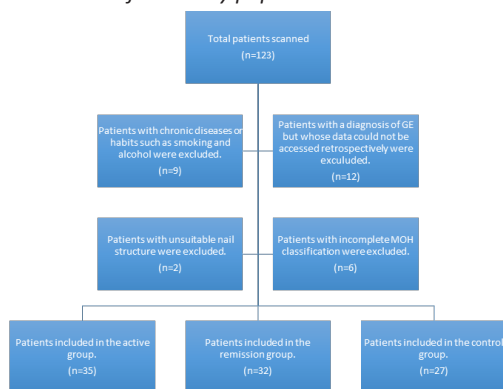 Total patients scanned
(n=123)
Patients with chronic diseases or
habits such as smoking and
alcohol were excluded.
(n=9)
Patients with a diagnosis of GE
but whose data could not be
accessed retrospectively were
exculuded.
(n=12)
Patients with unsuitable nail
structure were excluded.
(n=2)
Patients with incomplete MOH
classification were excluded.
(n=6)
Patients included in the active
group.
(n=35)
Patients included in the
remission group.
(n=32)
Patients included in the control
group.
(n=27)